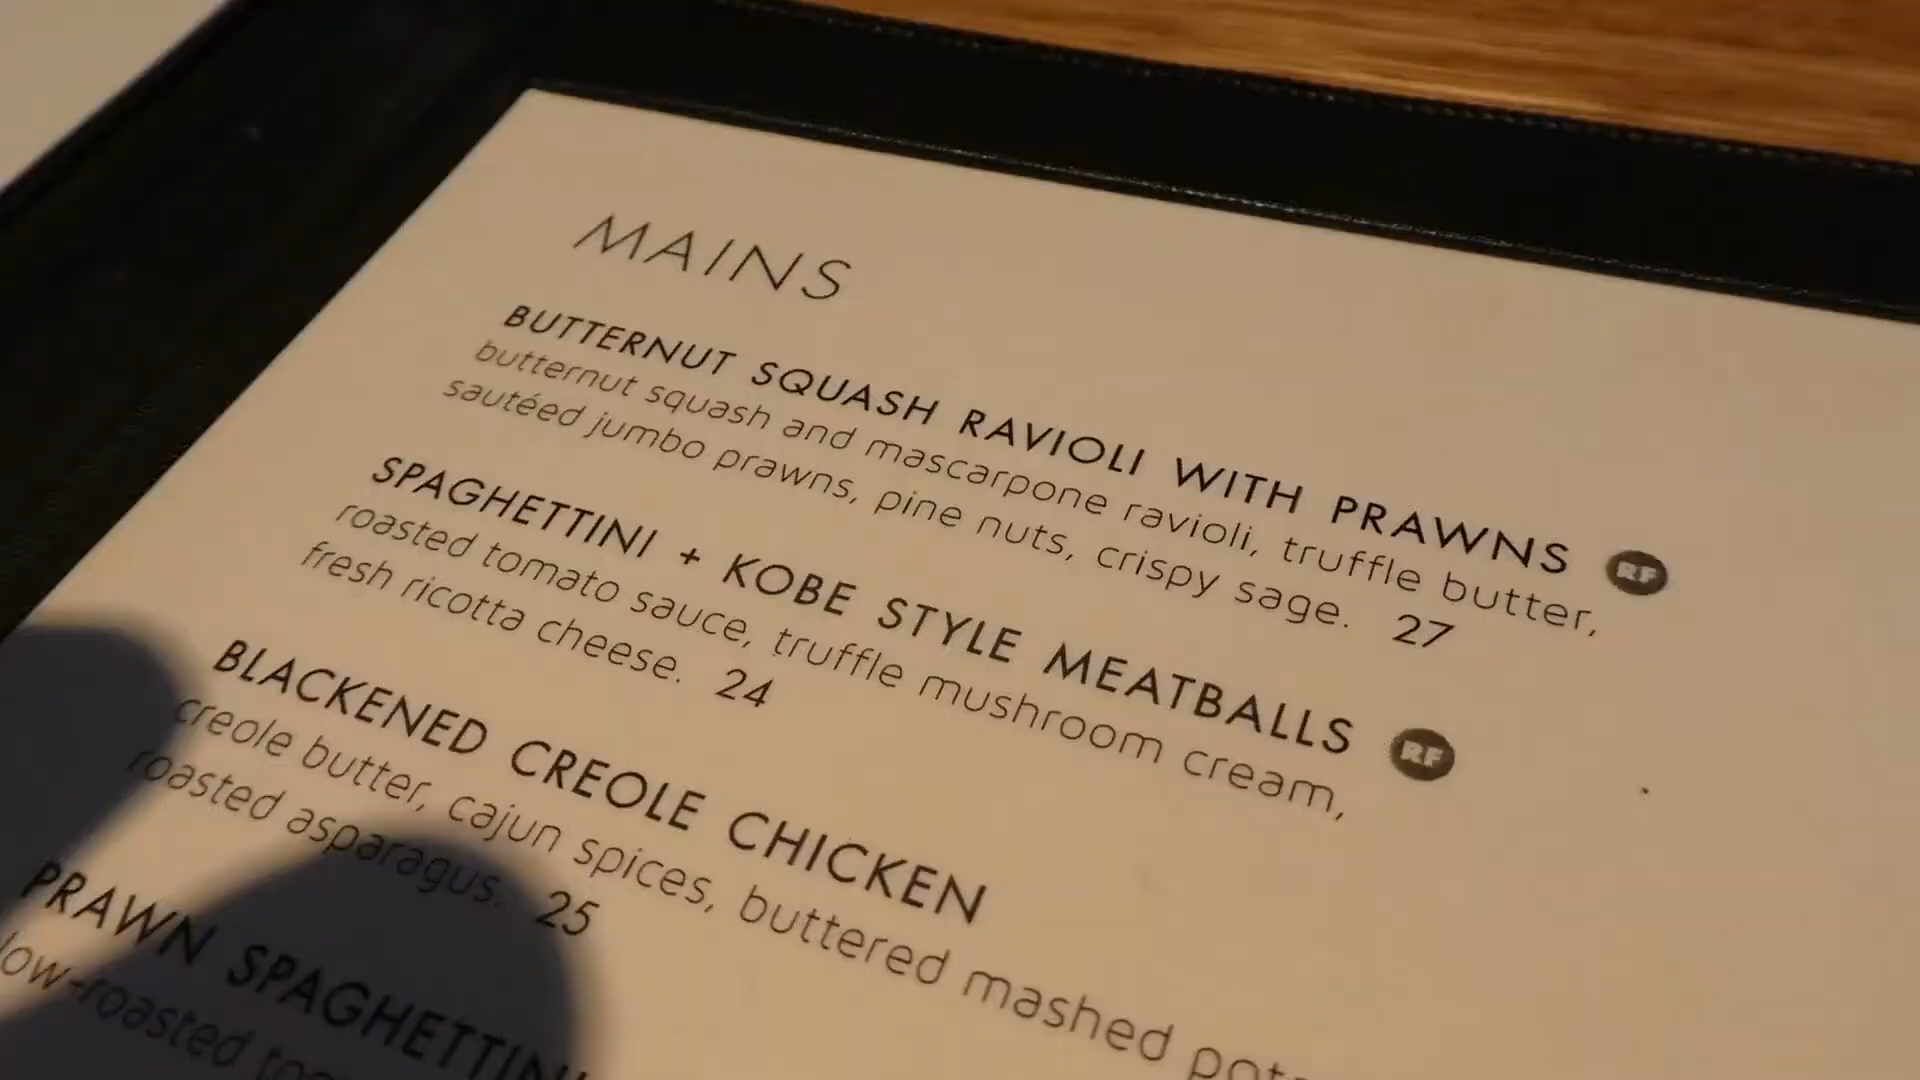 MAINS
BUTTERNUT SQUASH RAVIOLI WITH PRAWNS RF
butternut squash and mascarpone ravioli, truffle butter,
sautéed jumbo prawns, pine nuts, crispy sage. 27
SPAGHETTINI + KOBE STYLE MEATBALLS RF
roasted tomato sauce, truffle mushroom cream,
fresh ricotta cheese. 24
BLACKENED CREOLE CHICKEN
creole butter, cajun spices, buttered mashed
roasted asparagus. 25
PRAWN SPAGHETTINI